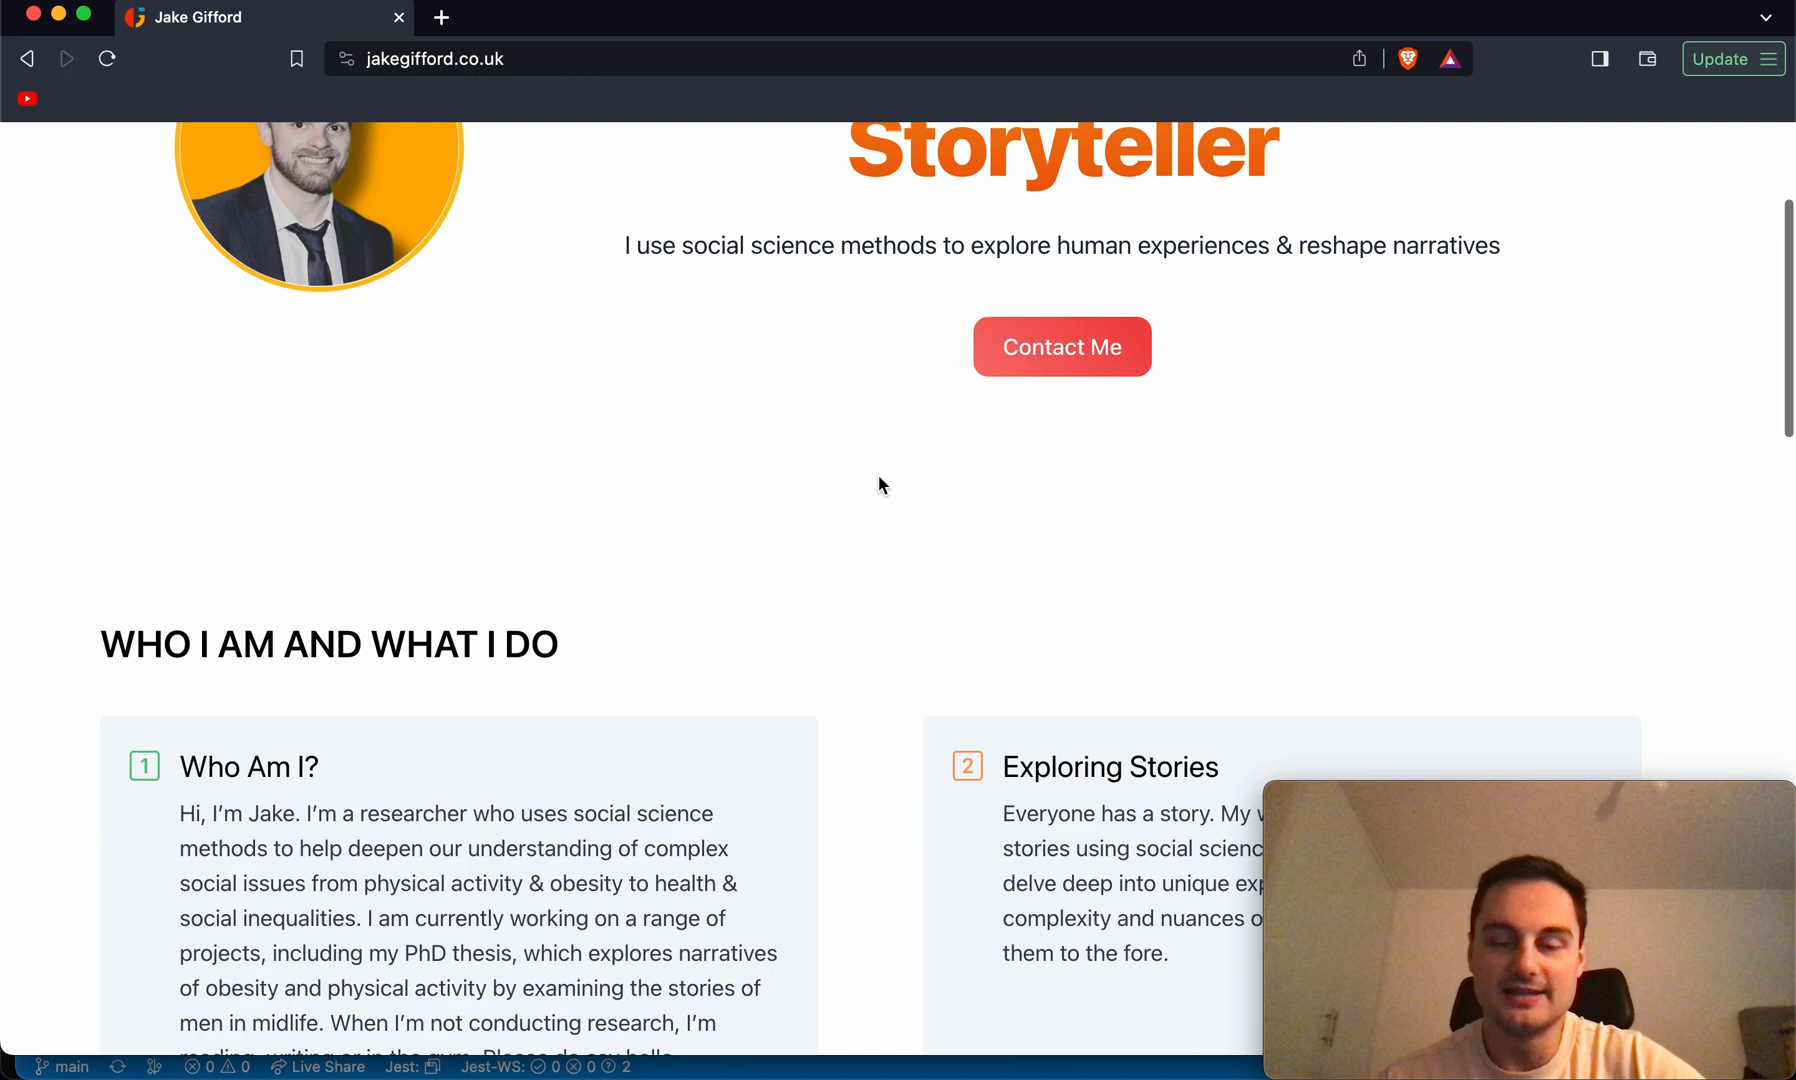 Jake Gifford
jakegifford.co.uk
Update
Storyteller
I use social science methods to explore human experiences & reshape narratives
Contact Me
WHO I AM AND WHAT I DO
1 Who Am I?
Hi, I'm Jake. I'm a researcher who uses social science
methods to help deepen our understanding of complex
social issues from physical activity & obesity to health &
social inequalities. I am currently working on a range of
projects, including my PhD thesis, which explores narratives
of obesity and physical activity by examining the stories of
men in midlife. When I'm not conducting research, I'm
2 Exploring Stories
Everyone has a story. My
stories using social
delve deep into unique
complexity and nuances
them to the fore.
main 0 0 Live Share Jest: Jest-WS: 0 0 2